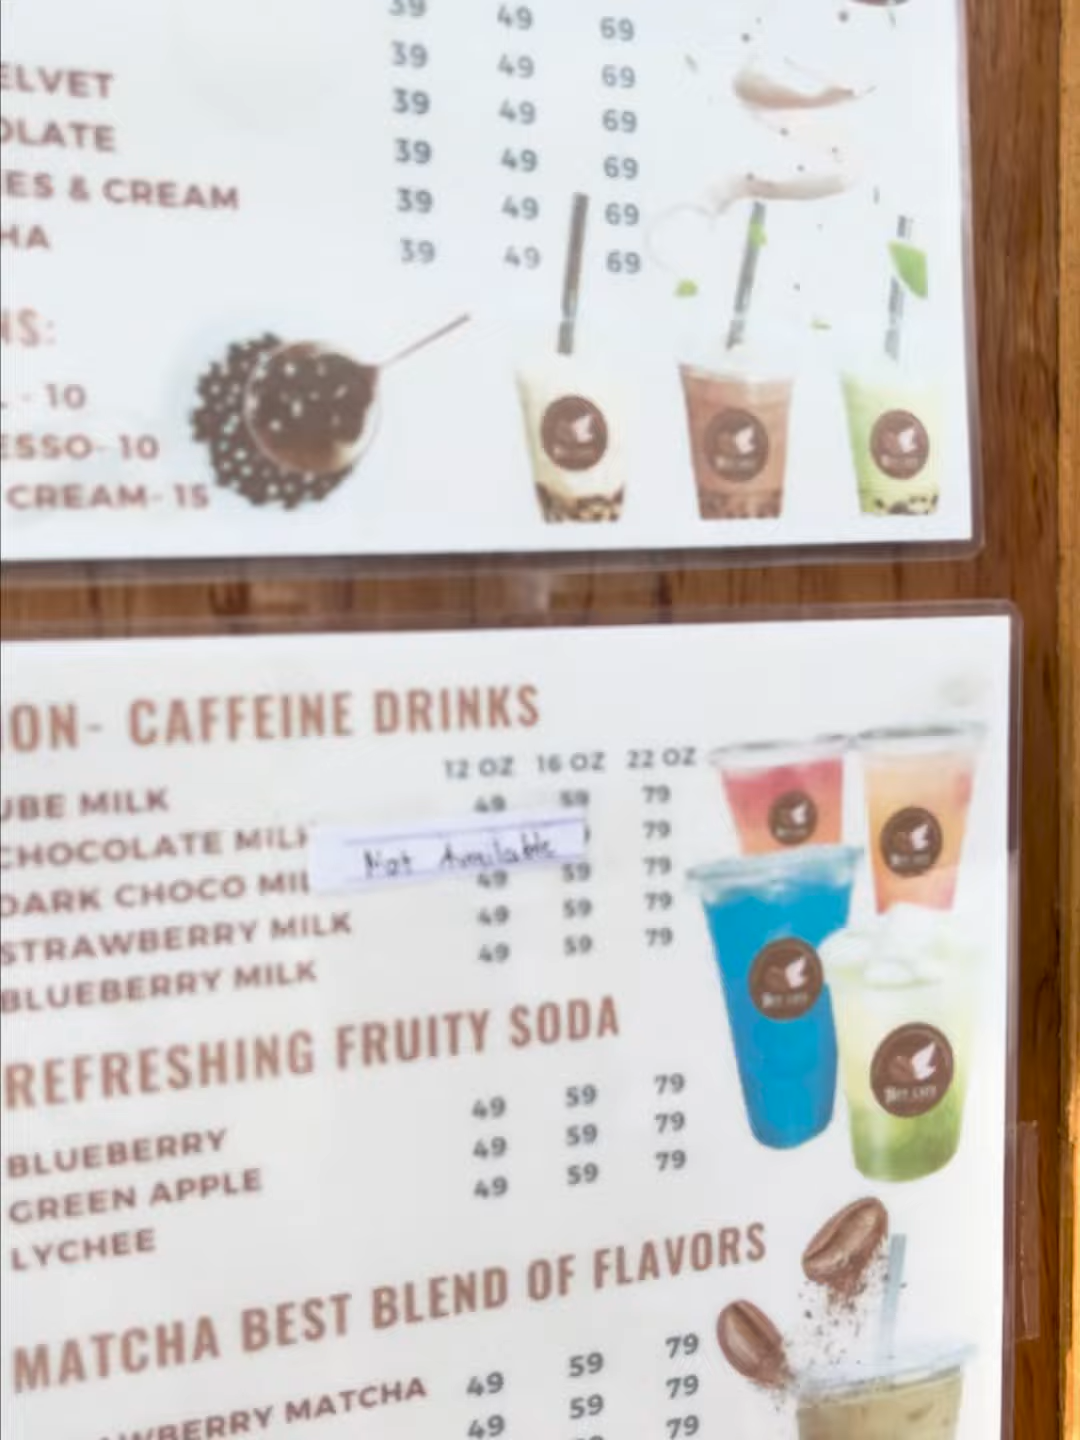 39 49 69
ELVET 39 49 69
OLATE 39 49 69
ES & CREAM 39 49 69
HA 39 49 69
39 49 69
NS:
- 10
ESSO- 10
CREAM- 15
ON- CAFFEINE DRINKS
12 OZ 16 OZ 22 OZ
UBE MILK 49 59 79
CHOCOLATE MILK 79
Not Available
DARK CHOCO MIL 49 59 79
STRAWBERRY MILK 49 59 79
BLUEBERRY MILK 49 59 79
REFRESHING FRUITY SODA
BLUEBERRY 49 59 79
GREEN APPLE 49 59 79
LYCHEE 49 59 79
MATCHA BEST BLEND OF FLAVORS
AWBERRY MATCHA 49 59 79
49 59 79
79